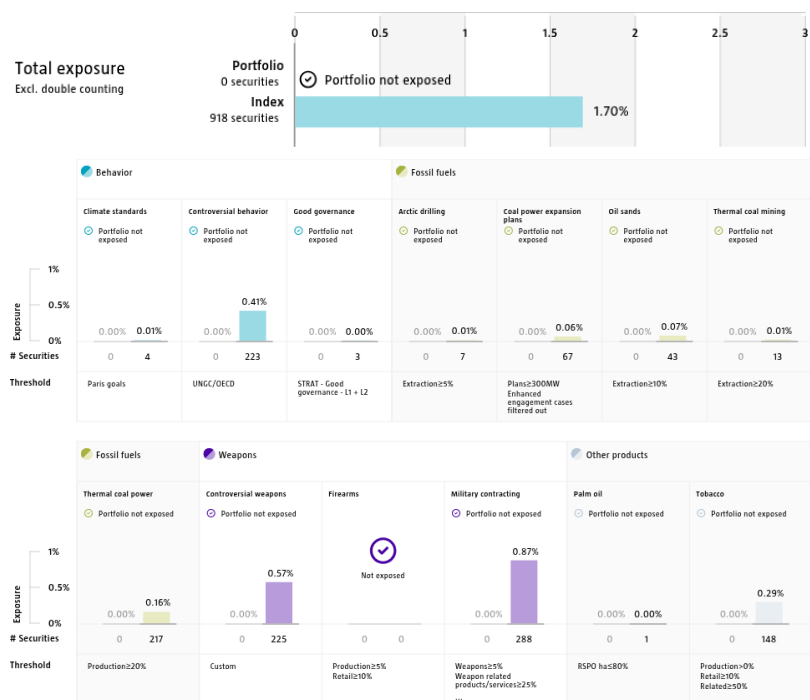 0 0.5 1 1.5 2 2.5 3
Total exposure
Excl. double counting
Portfolio
0 securities
Portfolio not exposed
Index
918 securities
1.70%
Behavior Fossil fuels
Climate standards Controversial behavior Good governance Arctic drilling Coal power expansion plans Oil sands Thermal coal mining
Portfolio not exposed Portfolio not exposed Portfolio not exposed Portfolio not exposed Portfolio not exposed Portfolio not exposed Portfolio not exposed
1%
0.5%
0%
Exposure
0.00% 0.01% 0.00% 0.41% 0.00% 0.00% 0.00% 0.01% 0.00% 0.06% 0.00% 0.07% 0.00% 0.01%
# Securities 0 4 0 223 0 3 0 7 0 67 0 43 0 13
Threshold Paris goals UNGC/OECD STRAT - Good governance - L1 + L2 Extraction≥5% Plans≥300MW Enhanced engagement cases filtered out Extraction≥10% Extraction≥20%
Fossil fuels Weapons Other products
Thermal coal power Controversial weapons Firearms Military contracting Palm oil Tobacco
Portfolio not exposed Portfolio not exposed Not exposed Portfolio not exposed Portfolio not exposed Portfolio not exposed
1%
0.5%
0%
Exposure
0.00% 0.16% 0.00% 0.57% 0.00% 0.87% 0.00% 0.00% 0.00% 0.29%
# Securities 0 217 0 225 0 0 0 288 0 1 0 148
Threshold Production≥20% Custom Production≥5% Retail≥10% Weapons≥5% Weapon related products/services≥25% RSPO ha≤80% Production>0% Retail≥10% Related≥50%